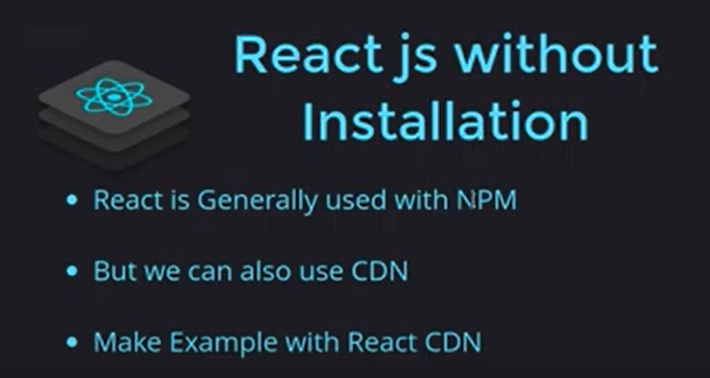 React js without
Installation
• React is Generally used with NPM
• But we can also use CDN
• Make Example with React CDN